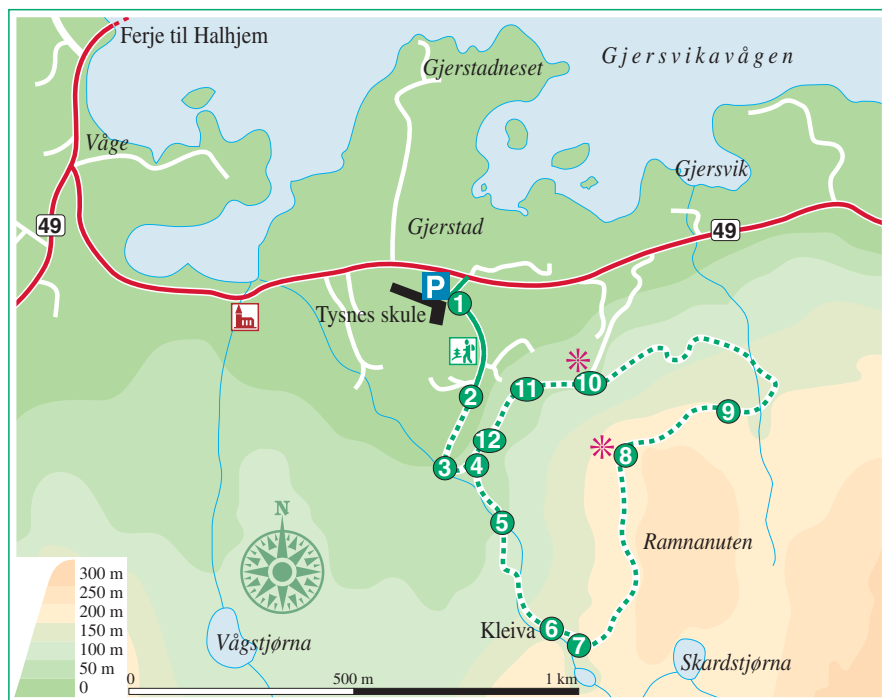 Ferje til Halhjem
Gjersvikavågen
Gjerstadneset
Våge
Gjersvik
49
Gjerstad
49
P
1
Tysnes skule
11
10
2
9
12
3
4
8
5
N
Ramnanuten
300 m
250 m
200 m
150 m
100 m
50 m
0
Kleiva
6
7
Vågstjørna
Skardstjørna
0
500 m
1 km